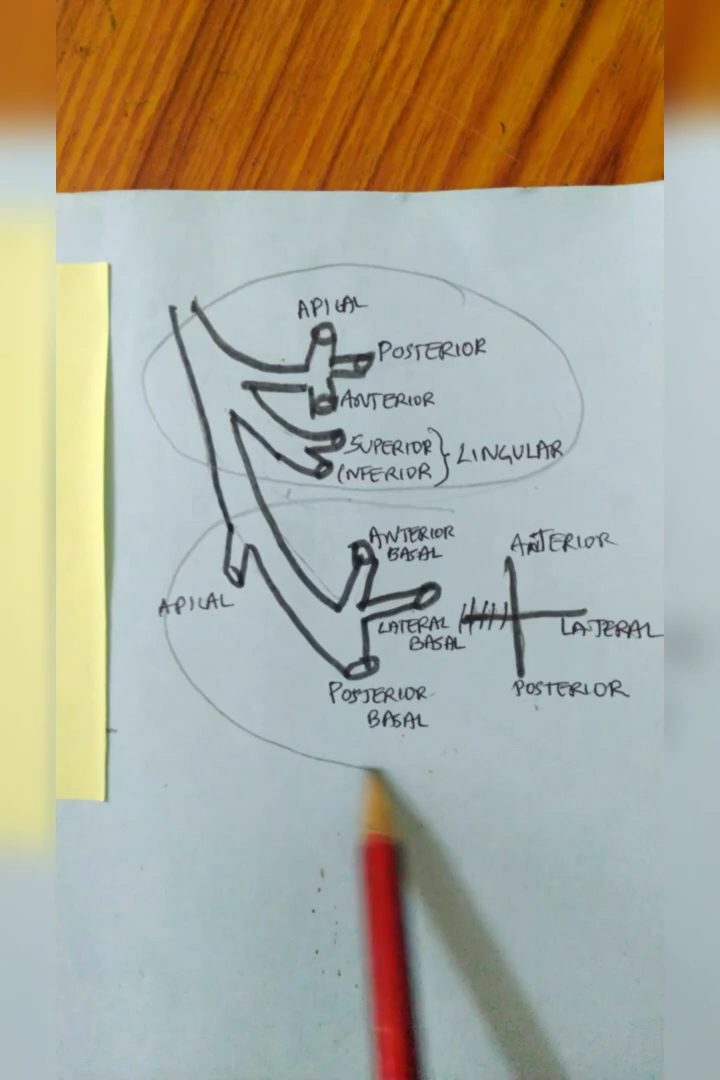 APICAL
POSTERIOR
ANTERIOR
SUPERIOR
INFERIOR
LINGULAR
ANTERIOR
BASAL
APICAL
LATERAL
BASAL
POSTERIOR
BASAL
ANTERIOR
LATERAL
POSTERIOR